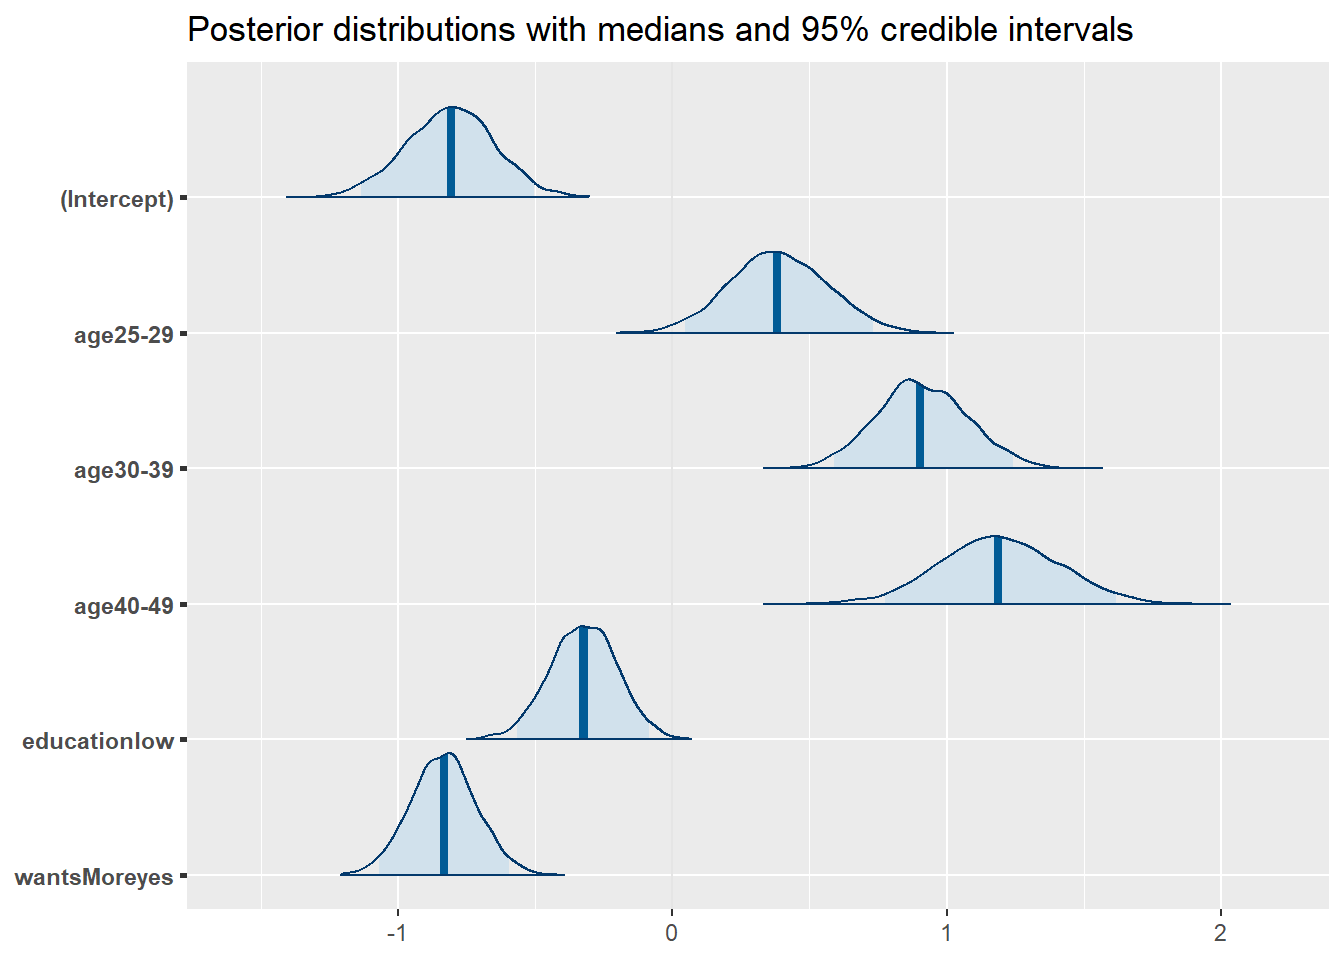 Posterior distributions with medians and 95% credible intervals
(Intercept)
age25-29
age30-39
age40-49
educationlow
wantsMoreyes
-1 0 1 2